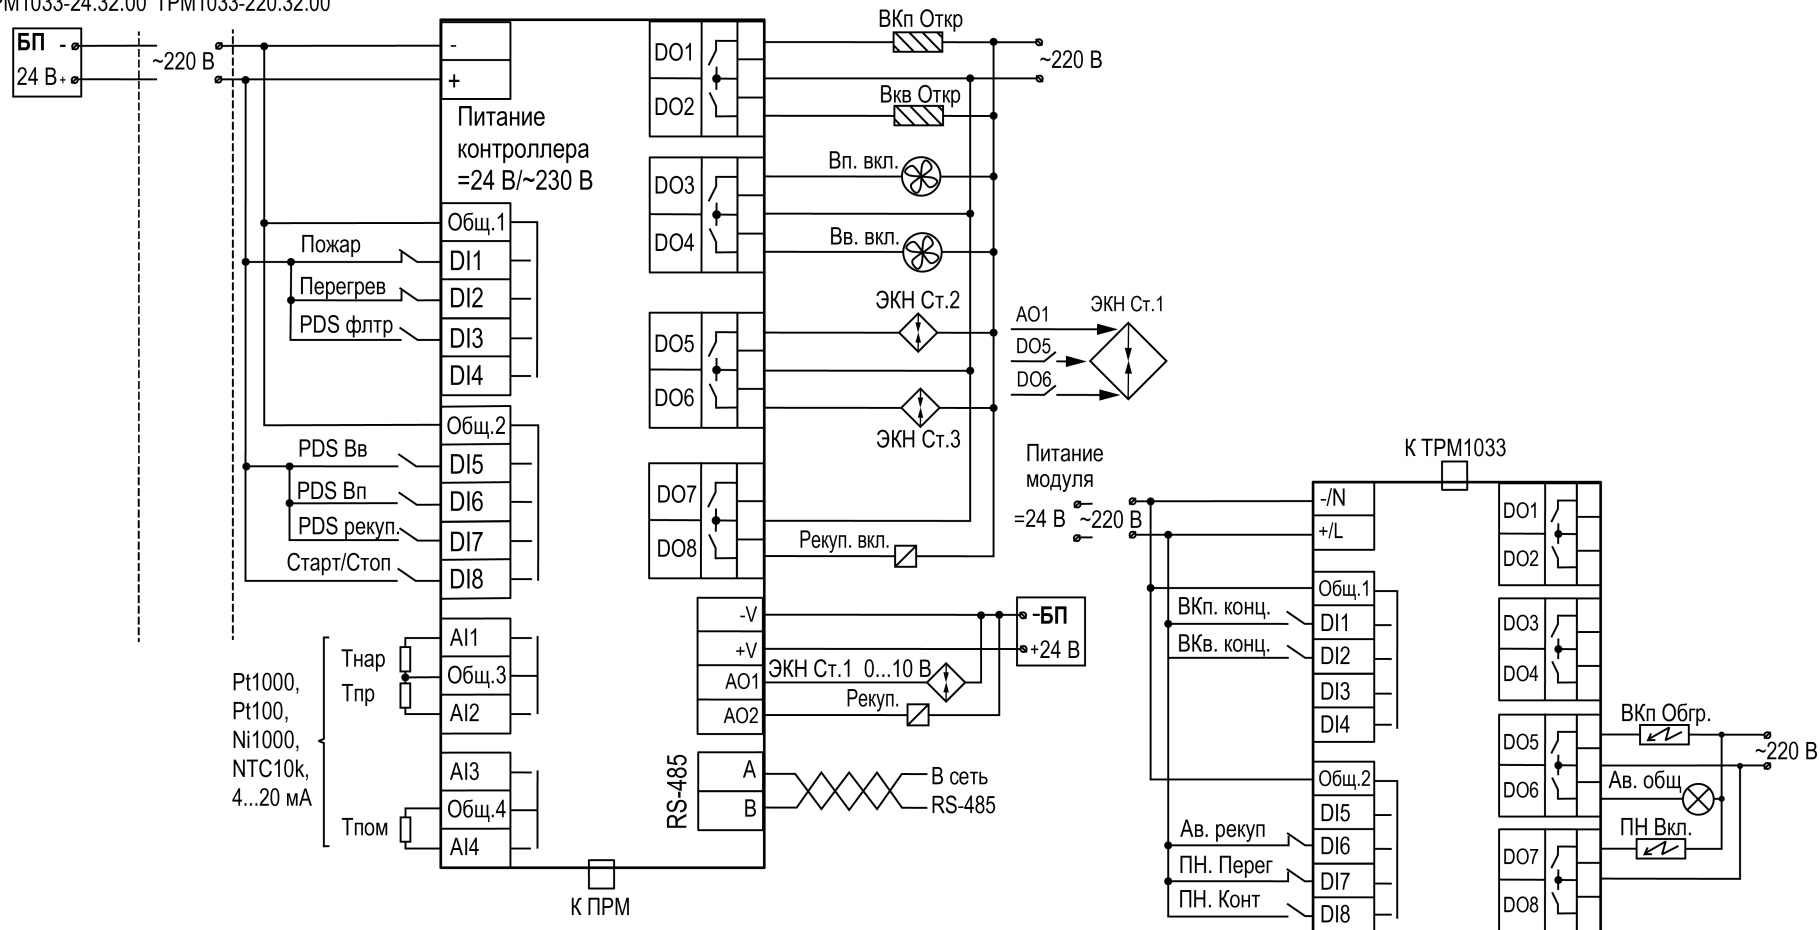 ТРМ1033-24.32.00 ТРМ1033-220.32.00
БП -
24 В +
~220 В
-
+
Питание
контроллера
=24 В/~230 В
Общ.1
Пожар
DI1
Перегрев
DI2
PDS флтр
DI3
DI4
Общ.2
PDS Вв
DI5
PDS Вп
DI6
PDS рекуп.
DI7
Старт/Стоп
DI8
AI1
Тнар
Общ.3
Тпр
AI2
Pt1000,
Pt100,
Ni1000,
NTC10k,
4...20 мА
AI3
Общ.4
Тпом
AI4
К ПРМ
DO1
DO2
DO3
DO4
DO5
DO6
DO7
DO8
ВКп Откр
~220 В
Вкв Откр
Вп. вкл.
Вв. вкл.
ЭКН Ст.2
ЭКН Ст.3
Рекуп. вкл.
-V
+V
AO1
AO2
-БП
+24 В
ЭКН Ст.1 0...10 В
Рекуп.
RS-485
A
B
В сеть
RS-485
AO1
DO5
DO6
ЭКН Ст.1
Питание
модуля
=24 В ~220 В
К ТРМ1033
-/N
+/L
Общ.1
ВКп. конц.
DI1
ВКв. конц.
DI2
DI3
DI4
Общ.2
DI5
Ав. рекуп
DI6
ПН. Перег
DI7
ПН. Конт
DI8
DO1
DO2
DO3
DO4
DO5
DO6
DO7
DO8
ВКп Обгр.
~220 В
Ав. общ
ПН Вкл.